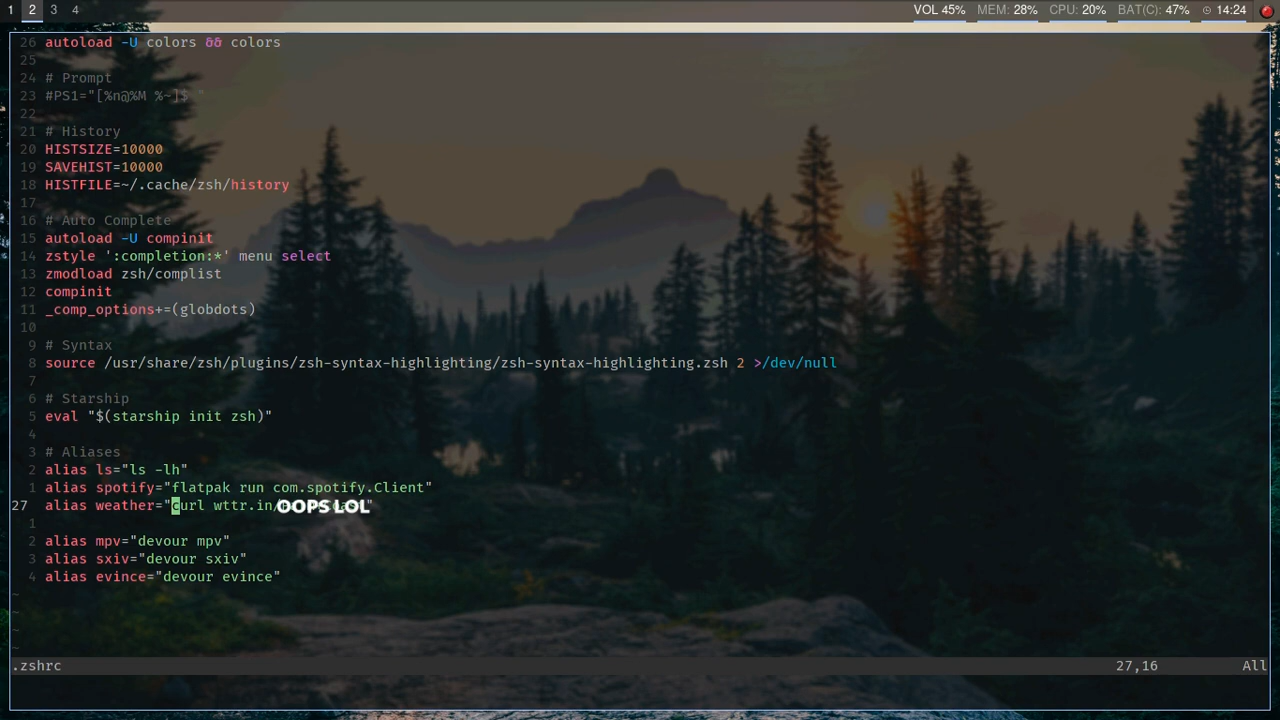 1 2 3 4 VOL 45% MEM: 28% CPU: 20% BAT(C): 47% 14:24
26 autoload -U colors && colors
25
24 # Prompt
23 #PS1="[%n@%M %~]$ "
22
21 # History
20 HISTSIZE=10000
19 SAVEHIST=10000
18 HISTFILE=~/.cache/zsh/history
17
16 # Auto Complete
15 autoload -U compinit
14 zstyle ':completion:*' menu select
13 zmodload zsh/complist
12 compinit
11 _comp_options+=(globdots)
10
9 # Syntax
8 source /usr/share/zsh/plugins/zsh-syntax-highlighting/zsh-syntax-highlighting.zsh 2 >/dev/null
7
6 # Starship
5 eval "$(starship init zsh)"
4
3 # Aliases
2 alias ls="ls -lh"
1 alias spotify="flatpak run com.spotify.Client"
27 alias weather="curl wttr.in/ OOPS LOL"
1
2 alias mpv="devour mpv"
3 alias sxiv="devour sxiv"
4 alias evince="devour evince"
~
~
~
~
.zshrc 27,16 All